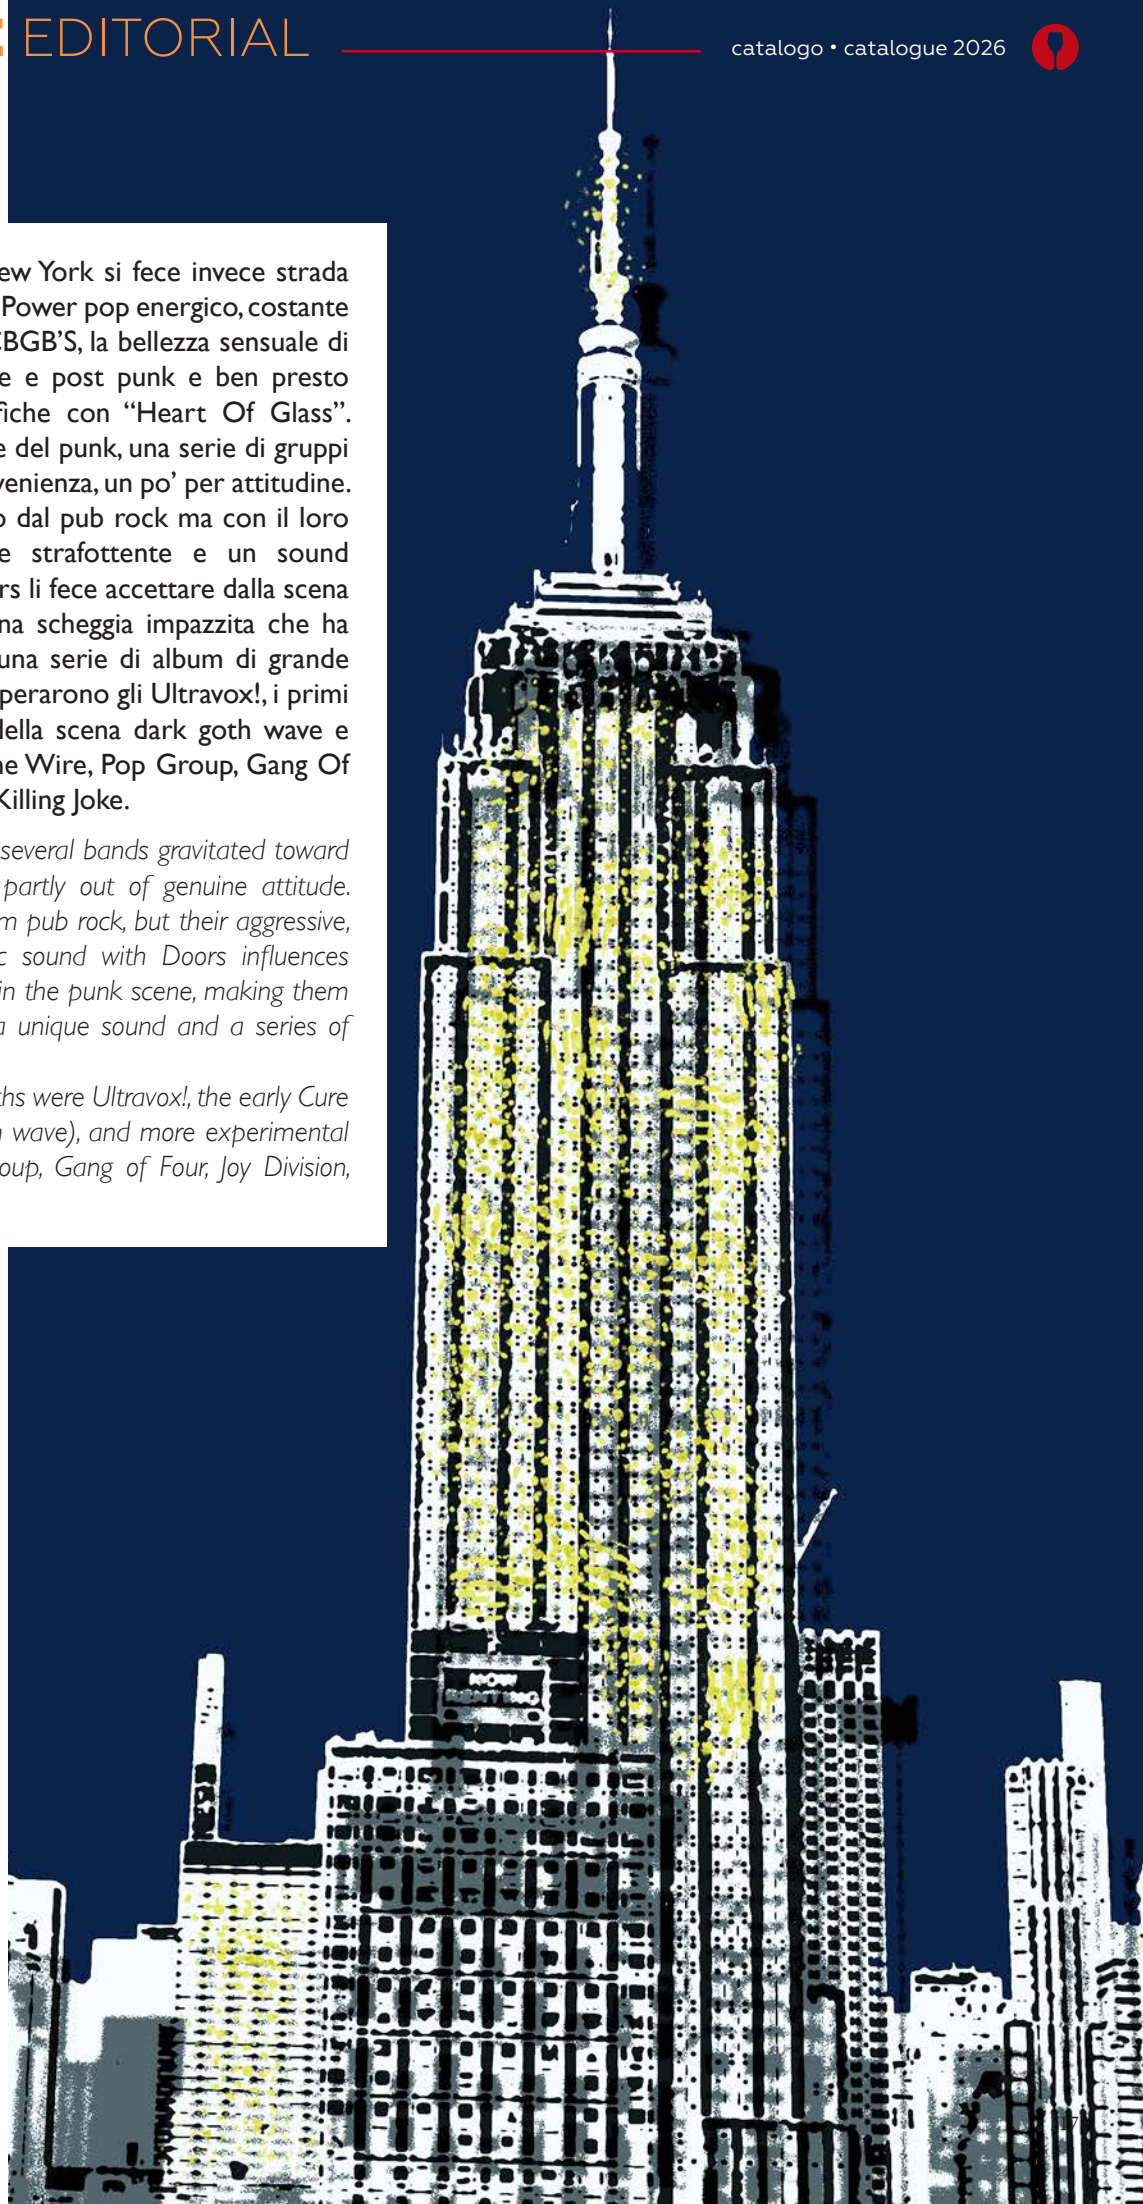 EDITORIAL
catalogo • catalogue 2026
ew York si fece invece strada
Power pop energico, costante
CBGB’S, la bellezza sensuale di
e e post punk e ben presto
fiche con “Heart Of Glass”.
e del punk, una serie di gruppi
venienza, un po’ per attitudine.
o dal pub rock ma con il loro
e strafottente e un sound
rs li fece accettare dalla scena
na scheggia impazzita che ha
una serie di album di grande
perarono gli Ultravox!, i primi
della scena dark goth wave e
ne Wire, Pop Group, Gang Of
Killing Joke.
several bands gravitated toward
partly out of genuine attitude.
m pub rock, but their aggressive,
c sound with Doors influences
in the punk scene, making them
a unique sound and a series of
ths were Ultravox!, the early Cure
n wave), and more experimental
oup, Gang of Four, Joy Division,
NOW